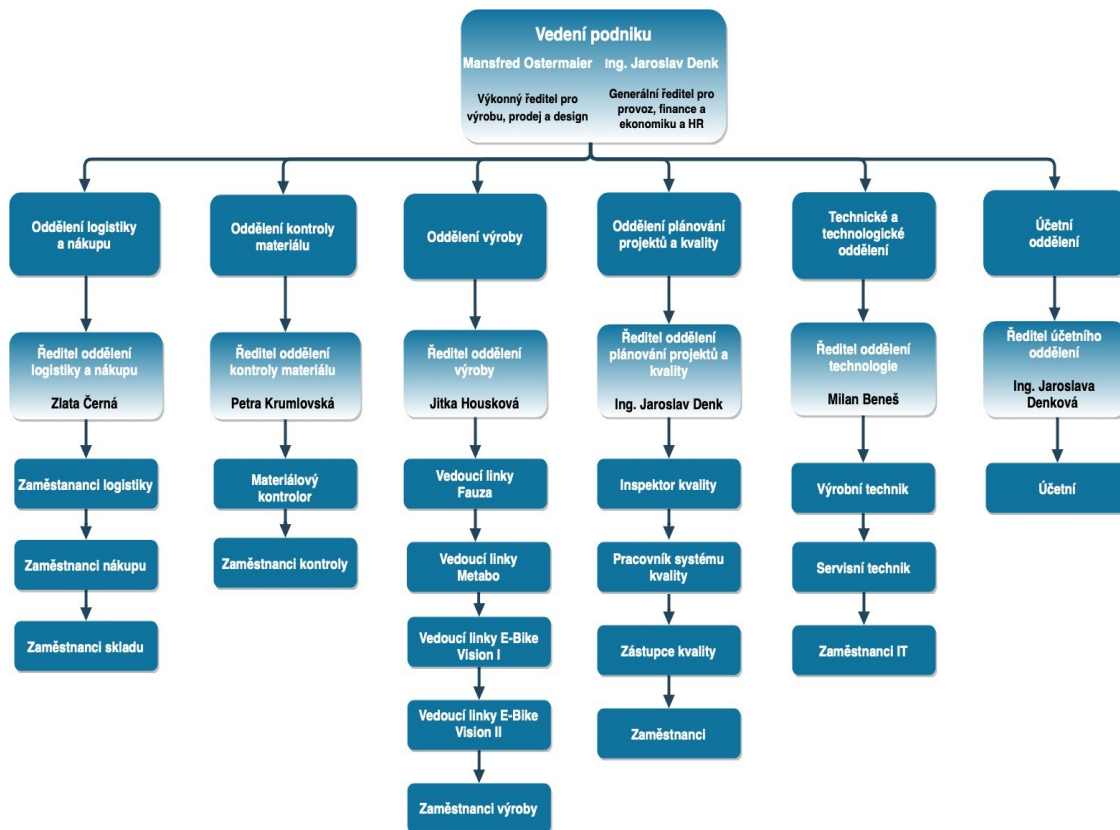 Vedení podniku
Mansfred Ostermaier
Ing. Jaroslav Denk
Výkonný ředitel pro
výrobu, prodej a design
Generální ředitel pro
provoz, finance a
ekonomiku a HR
Oddělení logistiky
a nákupu
Oddělení kontroly
materiálu
Oddělení výroby
Oddělení plánování
projektů a kvality
Technické a
technologické
oddělení
Účetní
oddělení
Ředitel oddělení
logistiky a nákupu
Zlata Černá
Ředitel oddělení
kontroly materiálu
Petra Krumlovská
Ředitel oddělení
výroby
Jitka Housková
Ředitel oddělení
plánování projektů a
kvality
Ing. Jaroslav Denk
Ředitel oddělení
technologie
Milan Beneš
Ředitel účetního
oddělení
Ing. Jaroslava
Denková
Zaměstananci logistiky
Materiálový
kontrolor
Vedoucí linky
Fauza
Inspektor kvality
Výrobní technik
Účetní
Zaměstnanci nákupu
Zaměstnanci kontroly
Vedoucí linky
Metabo
Pracovník systému
kvality
Servisní technik
Zaměstnanci skladu
Vedoucí linky E-Bike
Vision I
Zástupce kvality
Zaměstnanci IT
Vedoucí linky E-Bike
Vision II
Zaměstnanci
Zaměstnanci výroby